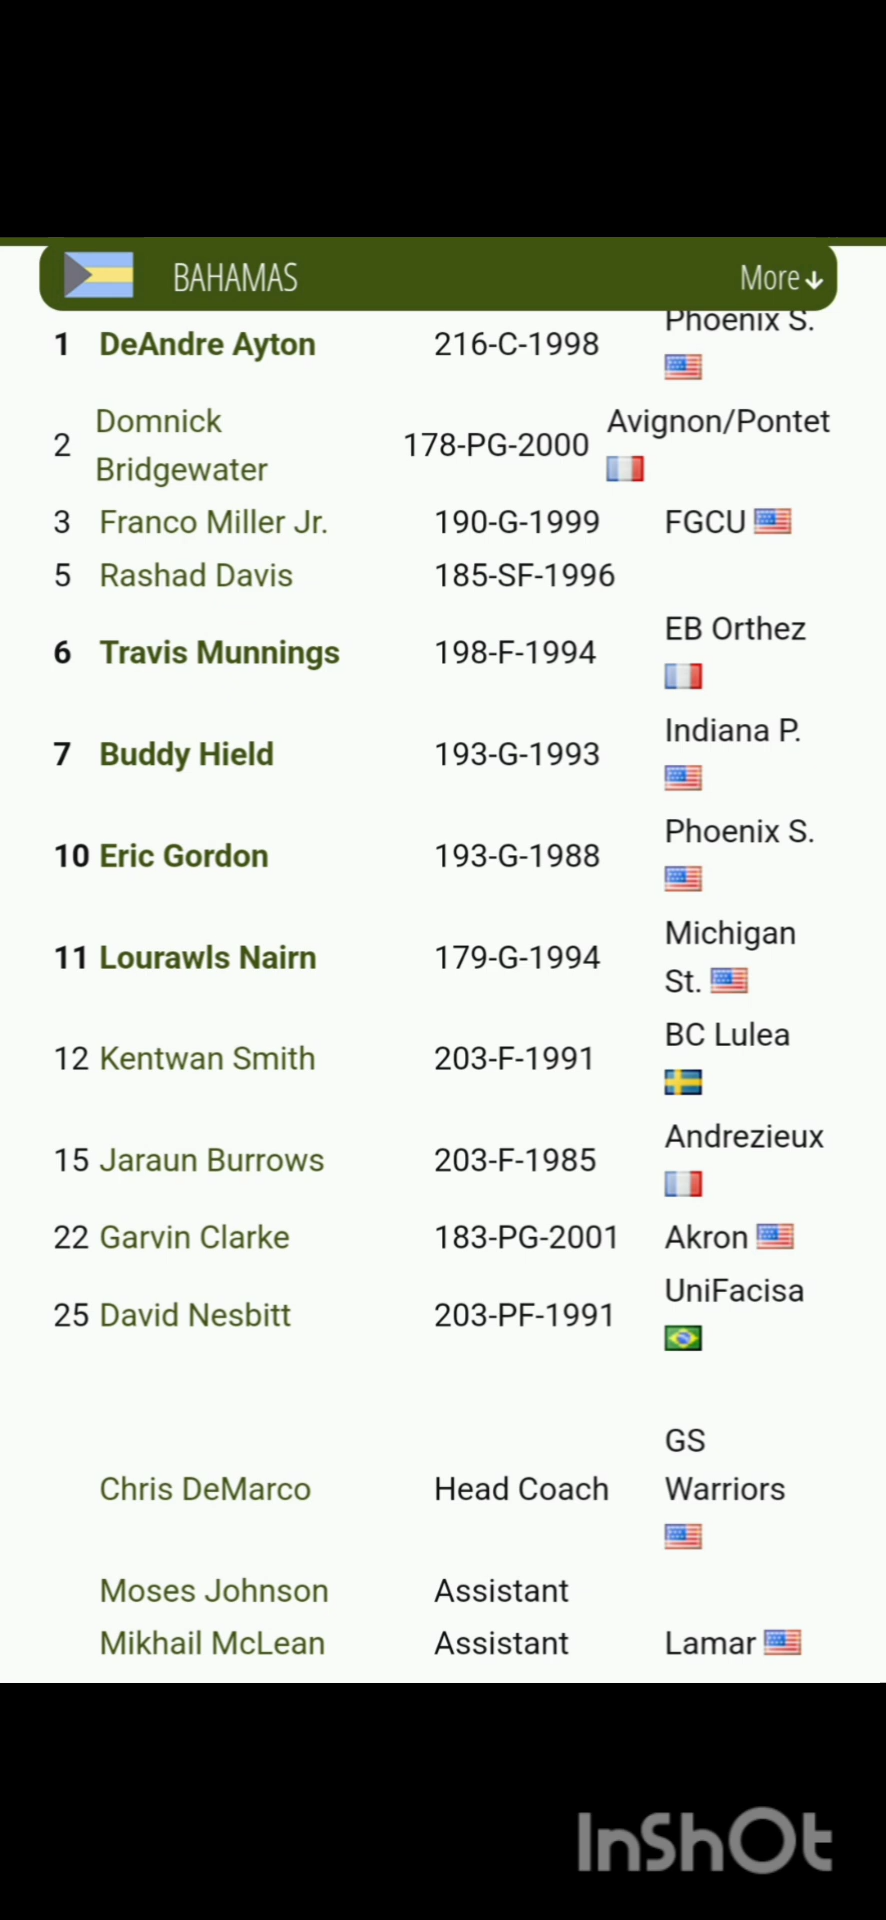 BAHAMAS More↓
Phoenix S.
1 DeAndre Ayton 216-C-1998
Domnick Avignon/Pontet
2 178-PG-2000
Bridgewater
3 Franco Miller Jr. 190-G-1999 FGCU
5 Rashad Davis 185-SF-1996
EB Orthez
6 Travis Munnings 198-F-1994
Indiana P.
7 Buddy Hield 193-G-1993
Phoenix S.
10 Eric Gordon 193-G-1988
Michigan
11 Lourawls Nairn 179-G-1994
St.
BC Lulea
12 Kentwan Smith 203-F-1991
Andrezieux
15 Jaraun Burrows 203-F-1985
22 Garvin Clarke 183-PG-2001 Akron
UniFacisa
25 David Nesbitt 203-PF-1991
GS
Chris DeMarco Head Coach Warriors
Moses Johnson Assistant
Mikhail McLean Assistant Lamar
InShOt